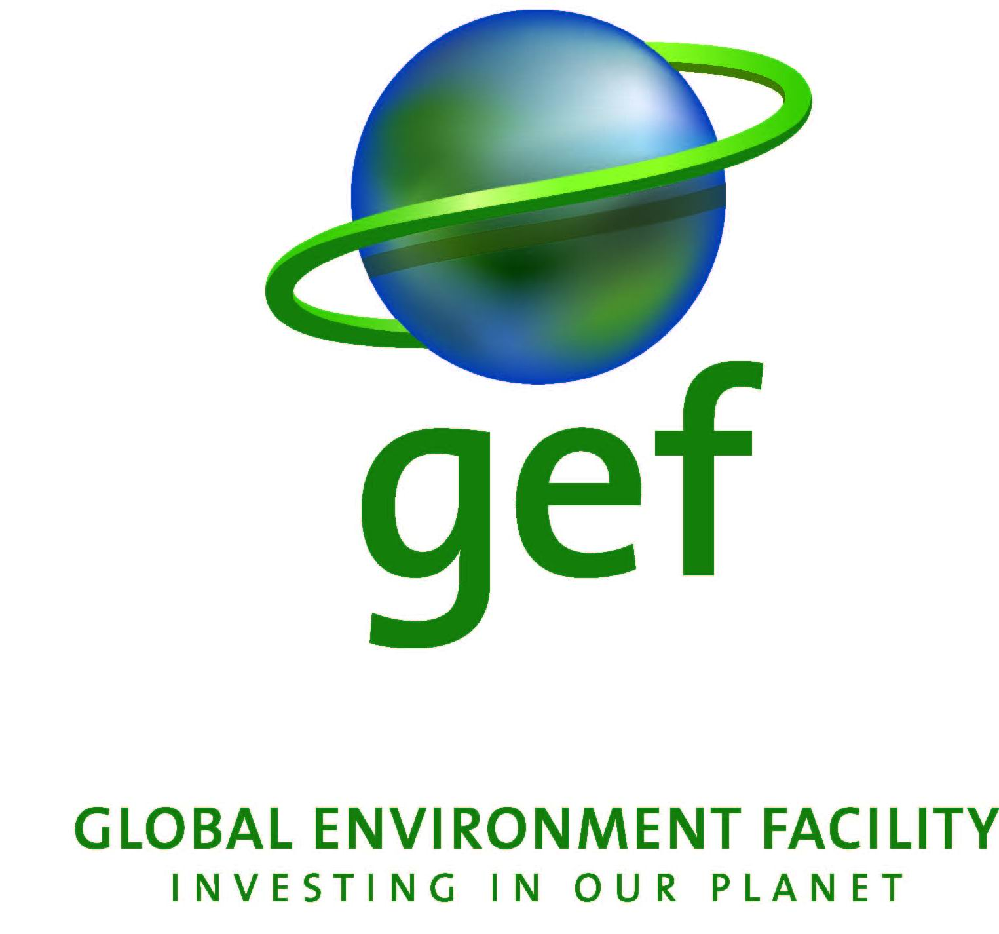 gef
GLOBAL ENVIRONMENT FACILITY
INVESTING IN OUR PLANET